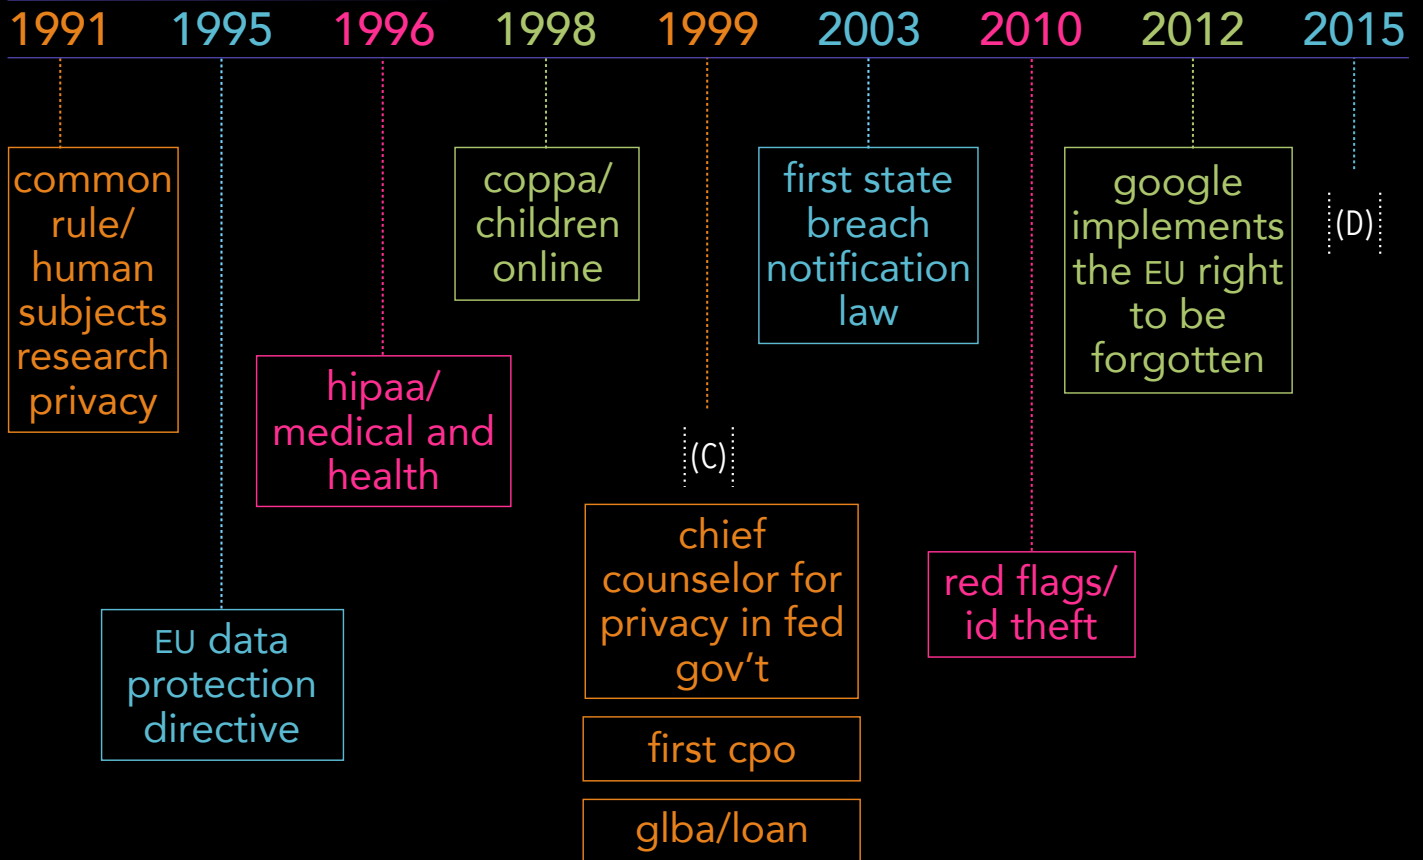 1991 1995 1996 1998 1999 2003 2010 2012 2015
common
rule/
human
subjects
research
privacy
EU data
protection
directive
hipaa/
medical and
health
coppa/
children
online
(C)
chief
counselor for
privacy in fed
gov’t
first cpo
glba/loan
first state
breach
notification
law
red flags/
id theft
google
implements
the EU right
to be
forgotten
(D)